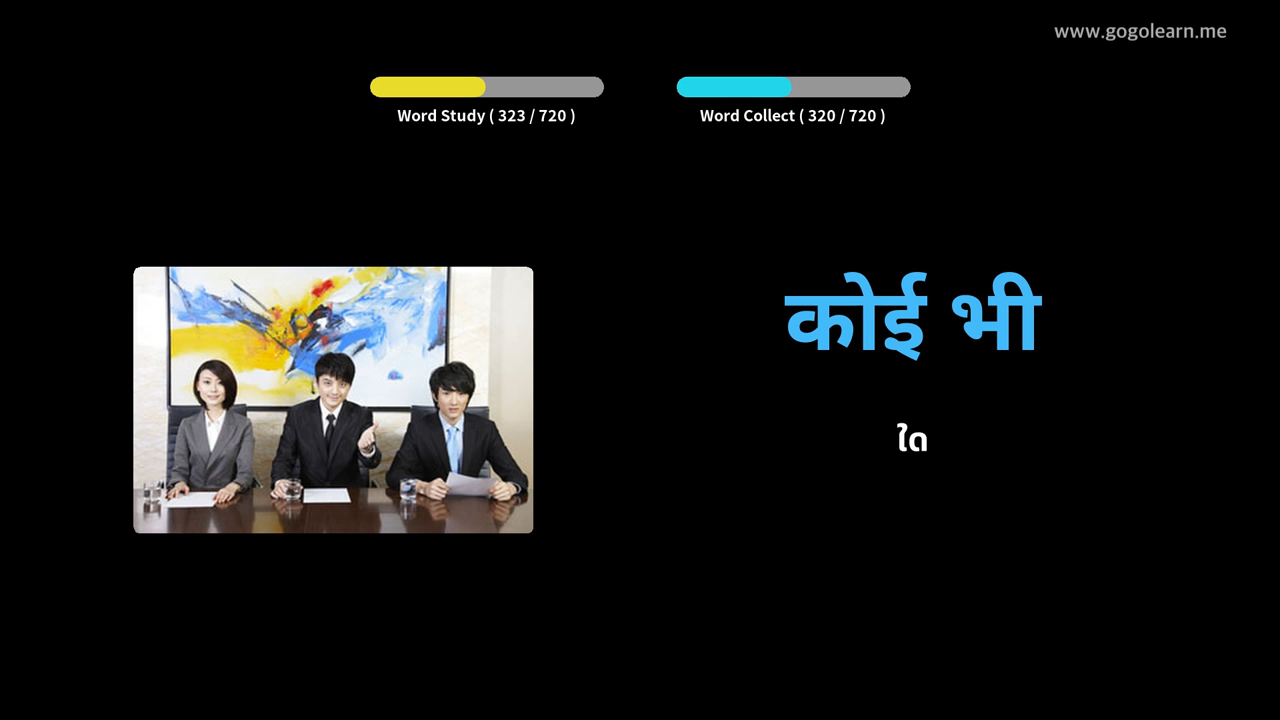 www.gogolearn.me
Word Study ( 323 / 720 )
Word Collect ( 320 / 720 )
कोई भी
ใด